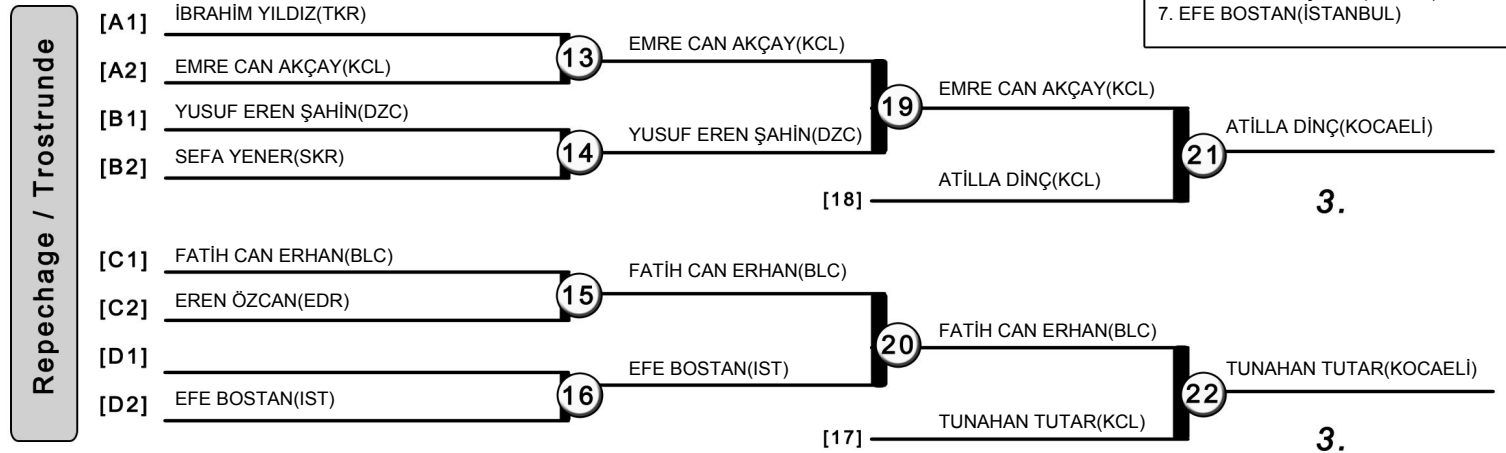 7. EFE BOSTAN(İSTANBUL)
Repechage / Trostrunde
[A1] İBRAHİM YILDIZ(TKR)
[A2] EMRE CAN AKÇAY(KCL)
13
EMRE CAN AKÇAY(KCL)
[B1] YUSUF EREN ŞAHİN(DZC)
[B2] SEFA YENER(SKR)
14
YUSUF EREN ŞAHİN(DZC)
19
EMRE CAN AKÇAY(KCL)
[18] ATİLLA DİNÇ(KCL)
21
ATİLLA DİNÇ(KOCAELİ)
3.
[C1] FATİH CAN ERHAN(BLC)
[C2] EREN ÖZCAN(EDR)
15
FATİH CAN ERHAN(BLC)
[D1]
[D2] EFE BOSTAN(IST)
16
EFE BOSTAN(IST)
20
FATİH CAN ERHAN(BLC)
[17] TUNAHAN TUTAR(KCL)
22
TUNAHAN TUTAR(KOCAELİ)
3.